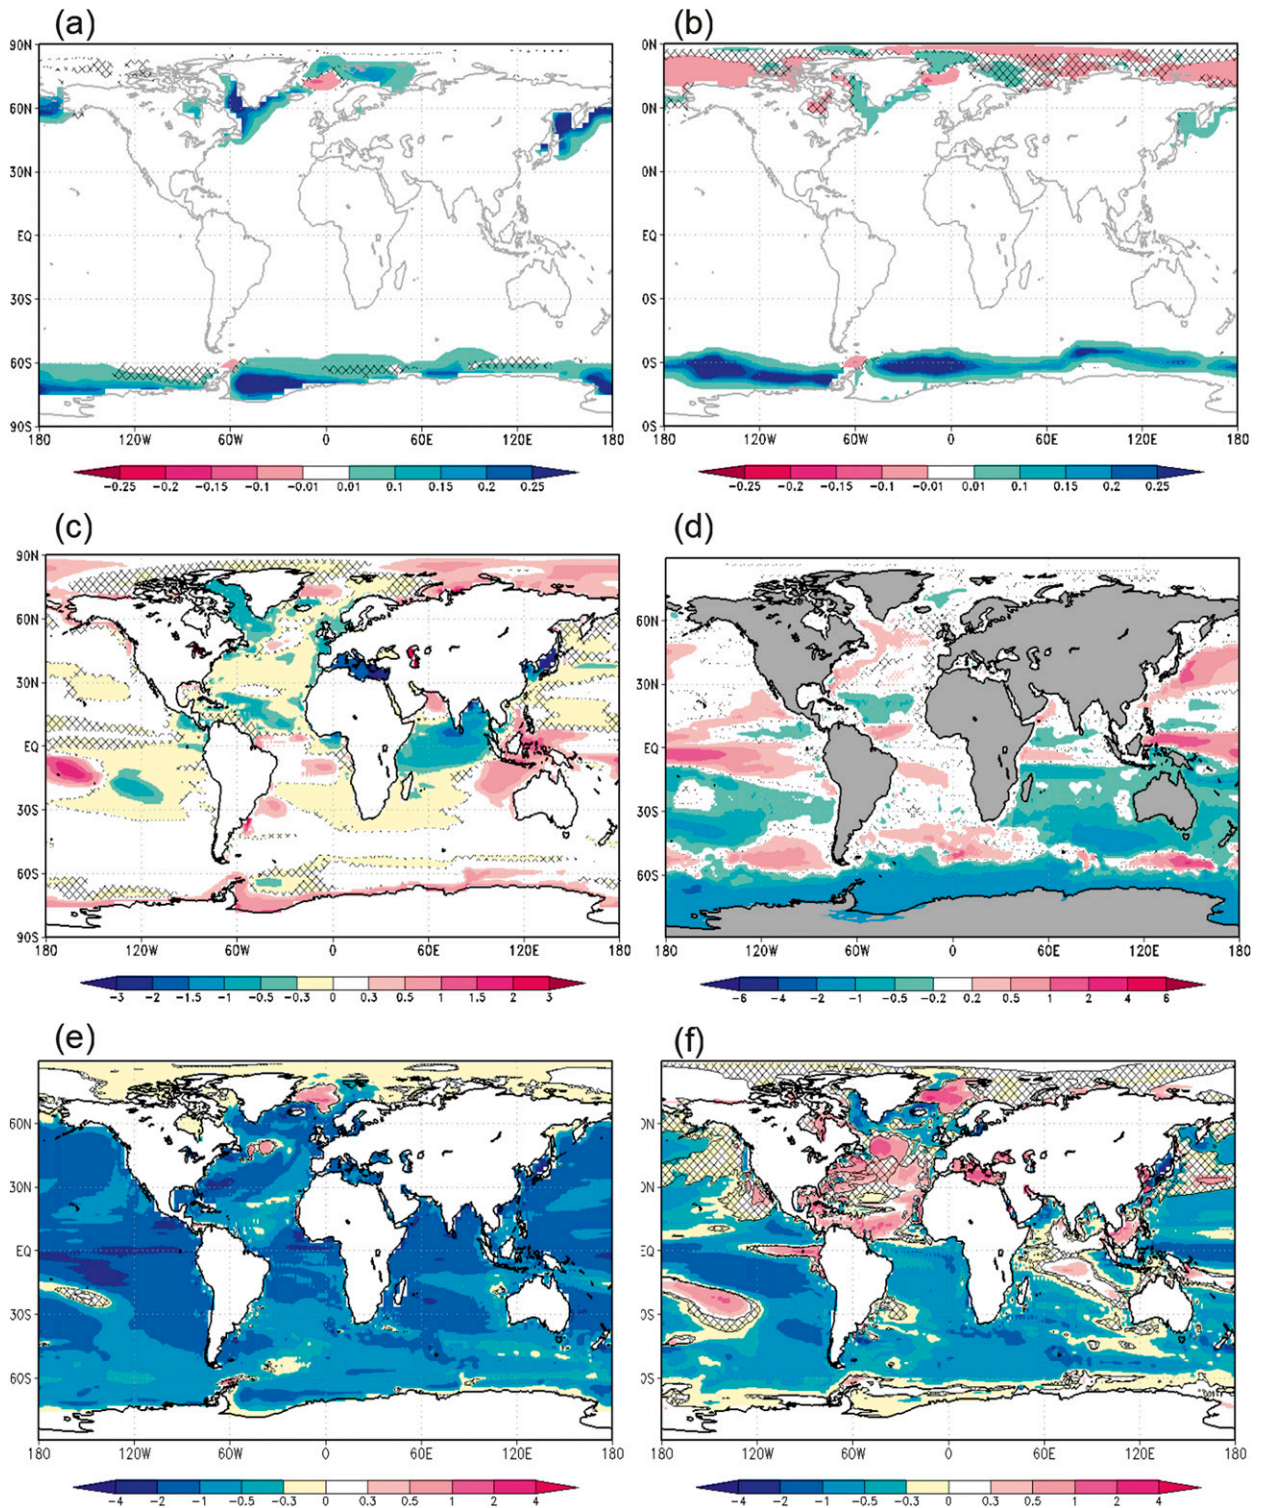 (a)
(b)
90N
60N
30N
EQ
30S
60S
90S
180
120W
60W
0
60E
120E
180
-0.25 -0.2 -0.15 -0.1 -0.01 0.01 0.1 0.15 0.2 0.25
0N
0N
0N
EQ
0S
0S
0S
180
120W
60W
0
60E
120E
180
-0.25 -0.2 -0.15 -0.1 -0.01 0.01 0.1 0.15 0.2 0.25
(c)
(d)
90N
60N
30N
EQ
30S
60S
90S
180
120W
60W
0
60E
120E
180
-3 -2 -1.5 -1 -0.5 -0.3 0 0.3 0.5 1 1.5 2 3
60N
30N
EQ
30S
60S
180
120W
60W
0
60E
120E
180
-6 -4 -2 -1 -0.5 -0.2 0.2 0.5 1 2 4 6
(e)
(f)
60N
30N
EQ
30S
60S
180
120W
60W
0
60E
120E
180
-4 -2 -1 -0.5 -0.3 0 0.3 0.5 1 2 4
0N
0N
EQ
0S
0S
180
120W
60W
0
60E
120E
180
-4 -2 -1 -0.5 -0.3 0 0.3 0.5 1 2 4